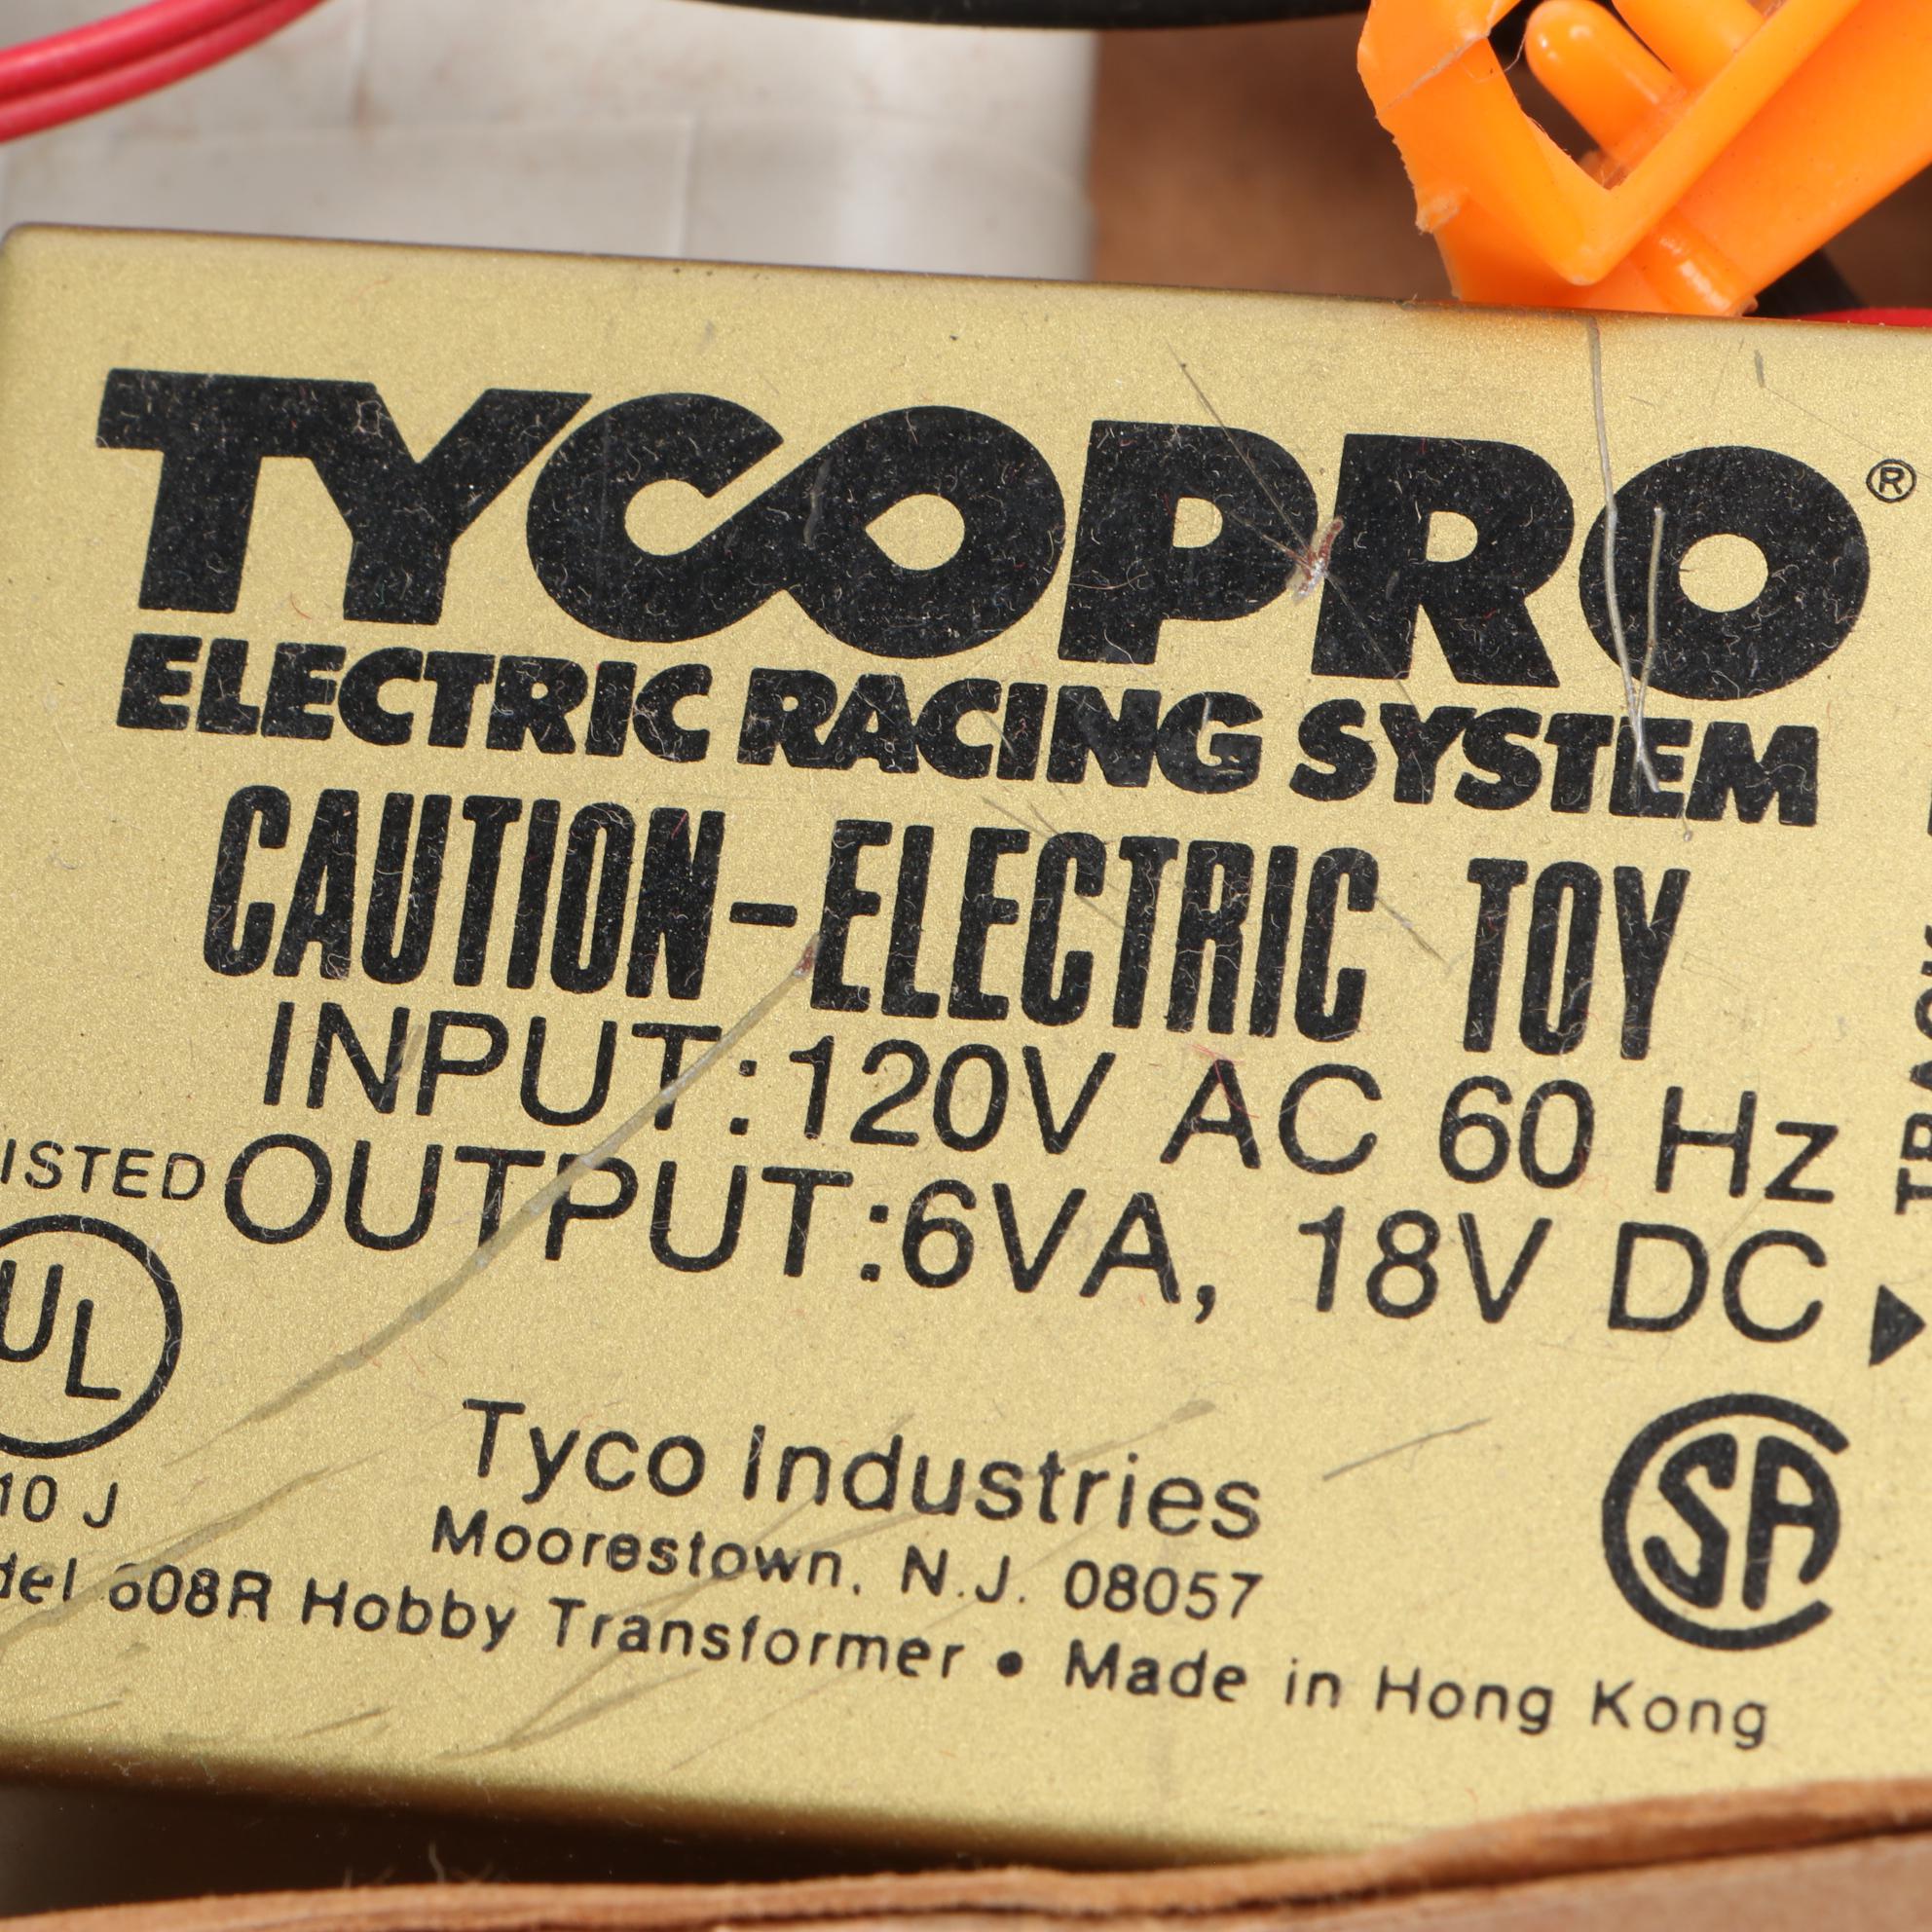 TYCOPRO®
ELECTRIC RACING SYSTEM
CAUTION-ELECTRIC TOY
INPUT: 120V AC 60 Hz
OUTPUT: 6VA, 18V DC
ISTED
UL
10 J
Tyco Industries
Moorestown, N.J. 08057
del 608R Hobby Transformer • Made in Hong Kong
SA
TRACK